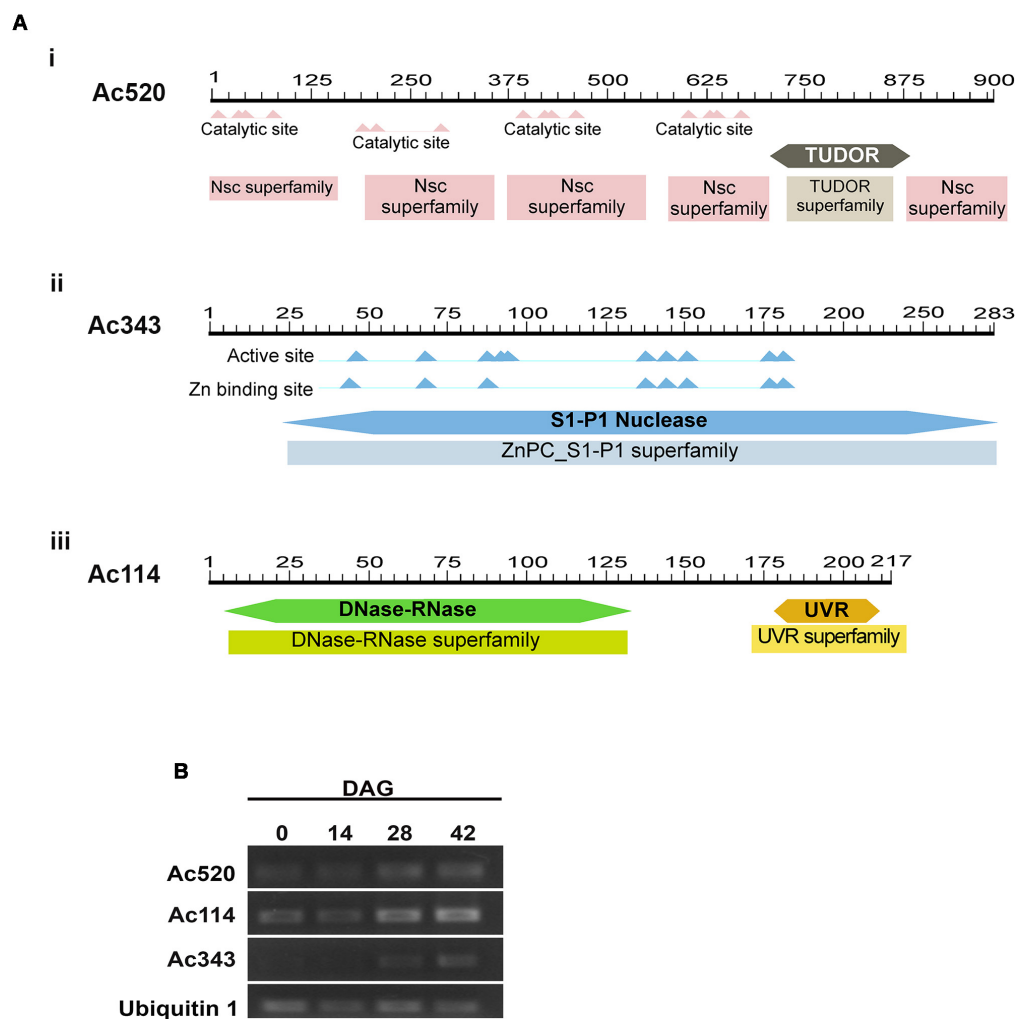 A
i
Ac520
1 125 250 375 500 625 750 875 900
Catalytic site
Catalytic site
Catalytic site
Catalytic site
TUDOR
Nsc superfamily
Nsc
superfamily
Nsc
superfamily
Nsc
superfamily
TUDOR
superfamily
Nsc
superfamily
ii
Ac343
1 25 50 75 100 125 150 175 200 250 283
Active site
Zn binding site
S1-P1 Nuclease
ZnPC_S1-P1 superfamily
iii
Ac114
1 25 50 75 100 125 150 175 200 217
DNase-RNase
UVR
DNase-RNase superfamily
UVR superfamily
B
DAG
0 14 28 42
Ac520
Ac114
Ac343
Ubiquitin 1